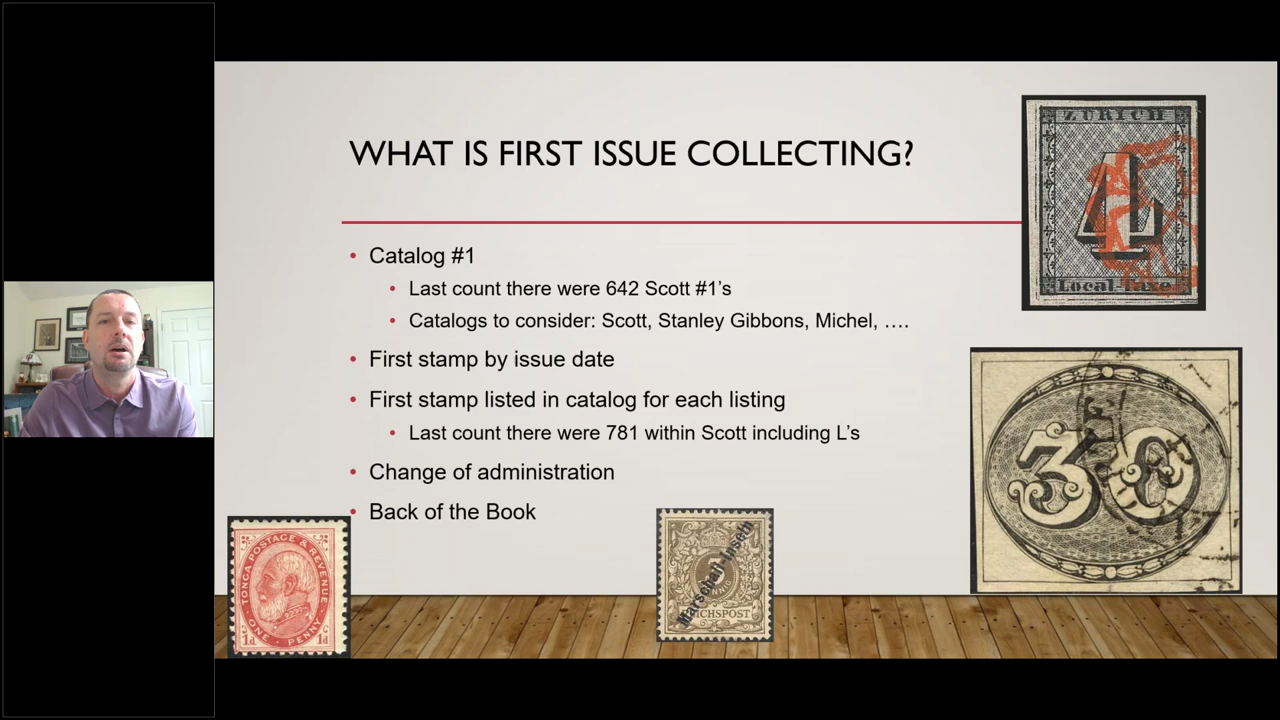 WHAT IS FIRST ISSUE COLLECTING?
• Catalog #1
• Last count there were 642 Scott #1’s
• Catalogs to consider: Scott, Stanley Gibbons, Michel, ….
• First stamp by issue date
• First stamp listed in catalog for each listing
• Last count there were 781 within Scott including L’s
• Change of administration
• Back of the Book
ZURICH
4
Local-Taxe
30
TONGA POSTAGE & REVENUE
1d ONE PENNY 1d
Marschall-Inseln
3
REICHSPOST